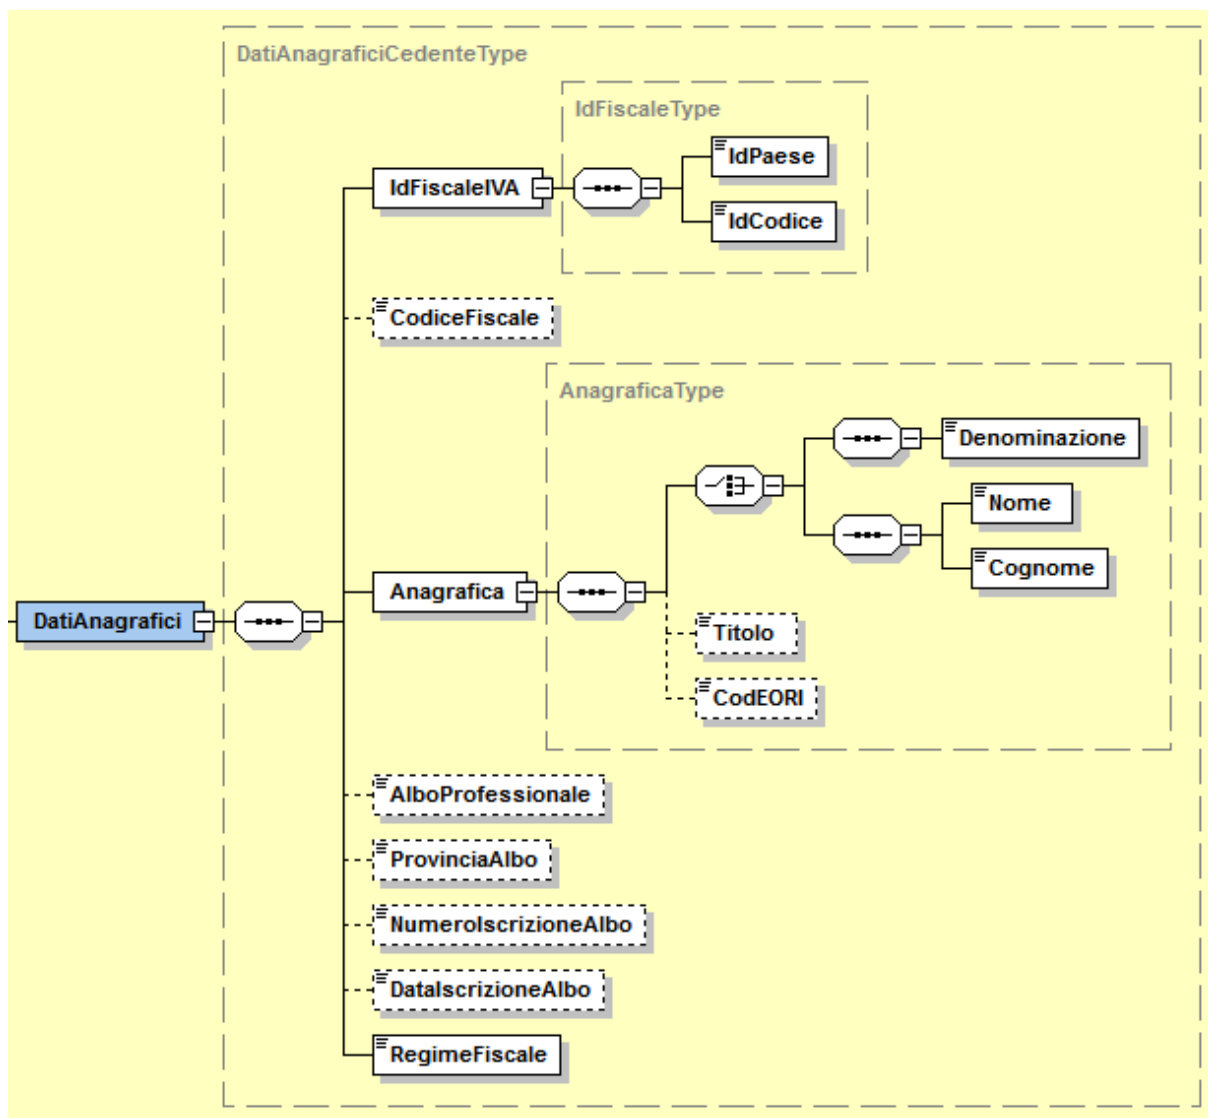 DatiAnagraficiCedenteType
IdFiscaleType
IdPaese
IdFiscaleIVA
IdCodice
CodiceFiscale
AnagraficaType
Denominazione
Nome
Cognome
Anagrafica
DatiAnagrafici
Titolo
CodEORI
AlboProfessionale
ProvinciaAlbo
NumeroIscrizioneAlbo
DataIscrizioneAlbo
RegimeFiscale